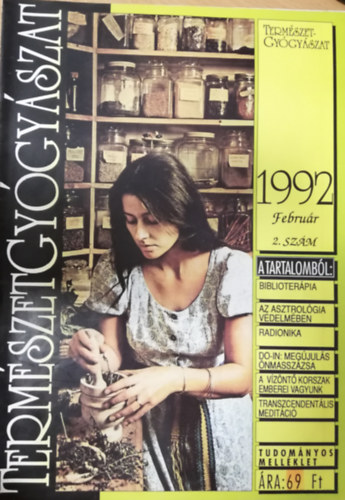 TERMÉSZETGYÓGYÁSZAT
TERMÉSZET-
GYÓGYÁSZAT
1992
Február
2. SZÁM
A TARTALOMBÓL:
BIBLIOTERÁPIA
AZ ASZTROLÓGIA
VÉDELMÉBEN
RADIONIKA
DO-IN: MEGÚJULÁS
ÖNMASSZÁZSA
A VÍZÖNTŐ KORSZAK
EMBEREI VAGYUNK
TRANSZCENDENTÁLIS
MEDITÁCIÓ
TUDOMÁNYOS
MELLÉKLET
ÁRA: 69 Ft